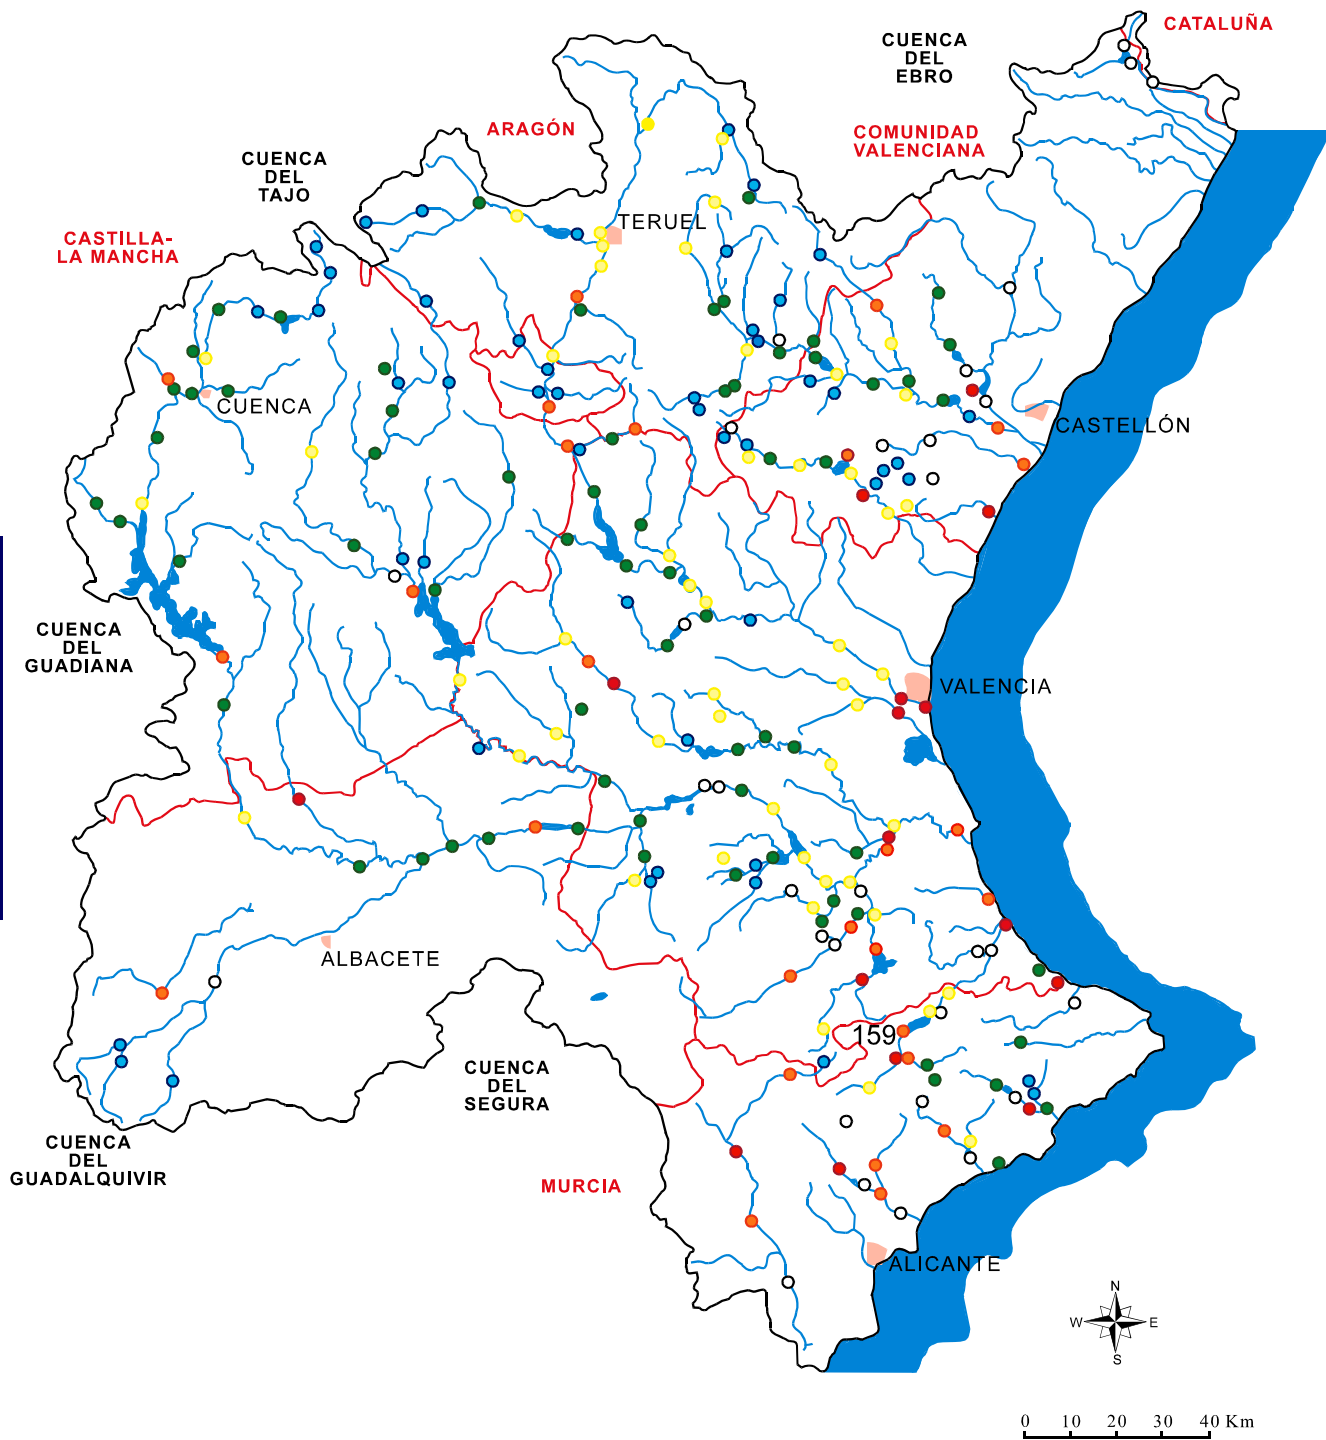 CATALUÑA
CUENCA
DEL
EBRO
ARAGÓN
COMUNIDAD
VALENCIANA
CUENCA
DEL
TAJO
TERUEL
CASTILLA-
LA MANCHA
CUENCA
CASTELLÓN
CUENCA
DEL
GUADIANA
VALENCIA
ALBACETE
159
CUENCA
DEL
SEGURA
CUENCA
DEL
GUADALQUIVIR
MURCIA
ALICANTE
N
W E
S
0 10 20 30 40 Km